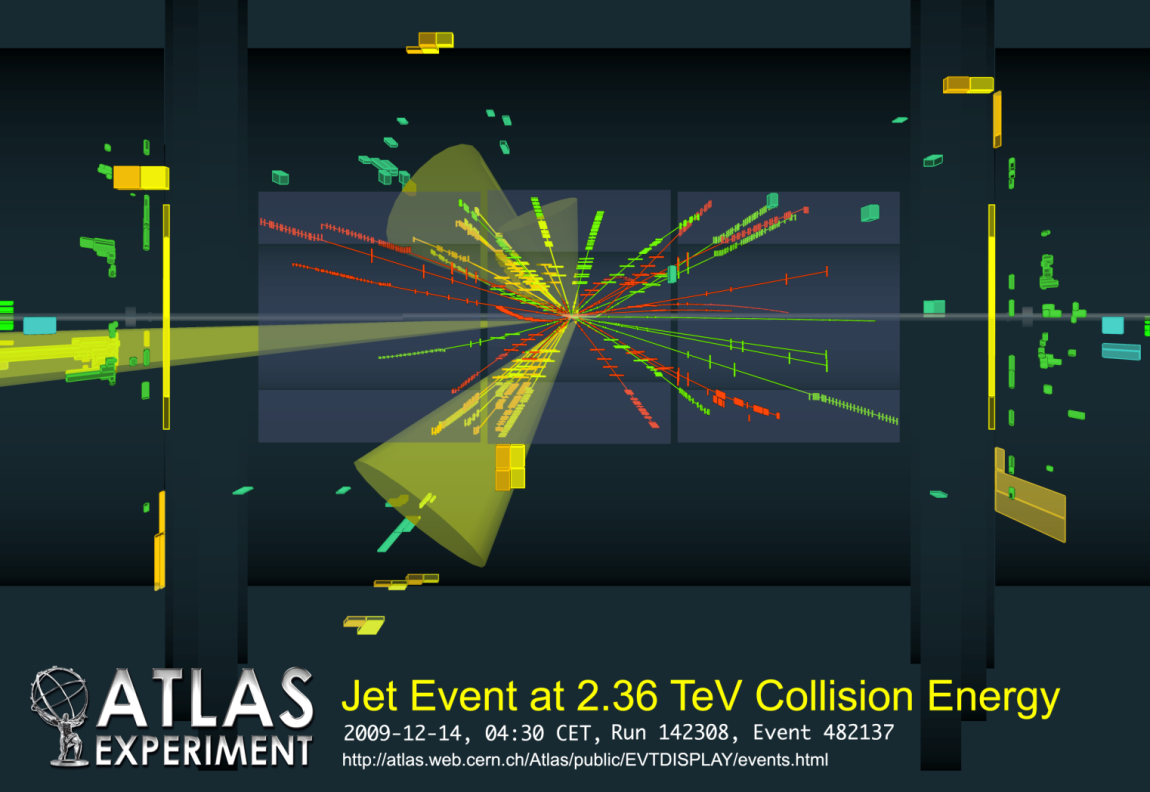 ATLAS
EXPERIMENT
Jet Event at 2.36 TeV Collision Energy
2009-12-14, 04:30 CET, Run 142308, Event 482137
http://atlas.web.cern.ch/Atlas/public/EVTDISPLAY/events.html